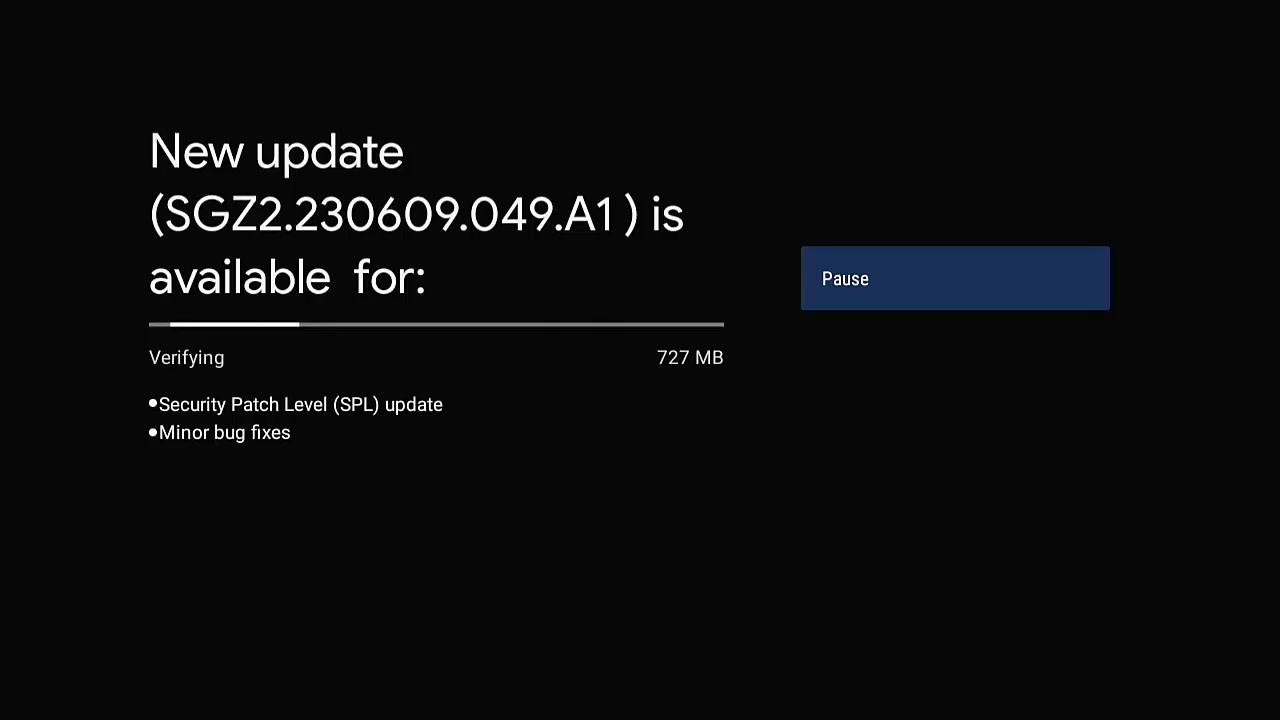 New update
(SGZ2.230609.049.A1 ) is
available  for:
Pause
Verifying
727 MB
•Security Patch Level (SPL) update
•Minor bug fixes